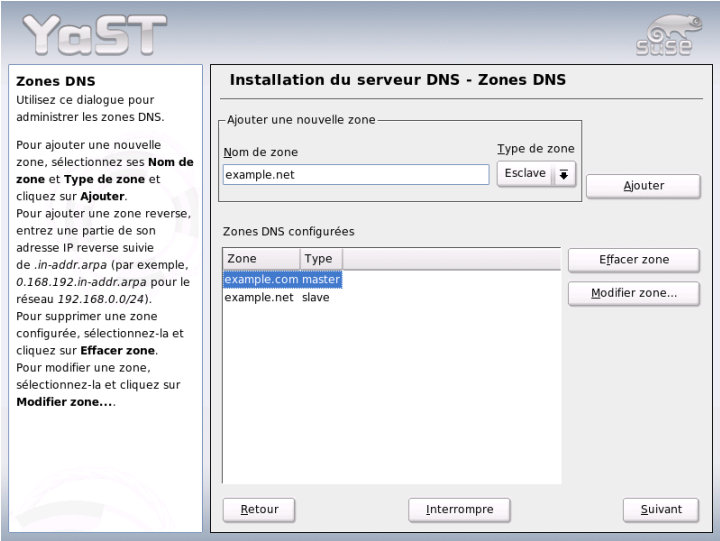 YaST
suse
Zones DNS
Utilisez ce dialogue pour
administrer les zones DNS.
Pour ajouter une nouvelle
zone, sélectionnez ses Nom de
zone et Type de zone et
cliquez sur Ajouter.
Pour ajouter une zone reverse,
entrez une partie de son
adresse IP reverse suivie
de .in-addr.arpa (par exemple,
0.168.192.in-addr.arpa pour le
réseau 192.168.0.0/24).
Pour supprimer une zone
configurée, sélectionnez-la et
cliquez sur Effacer zone.
Pour modifier une zone,
sélectionnez-la et cliquez sur
Modifier zone....
Installation du serveur DNS - Zones DNS
Ajouter une nouvelle zone
Nom de zone
Type de zone
example.net
Esclave
Ajouter
Zones DNS configurées
Zone Type
example.com master
example.net slave
Effacer zone
Modifier zone...
Retour
Interrompre
Suivant